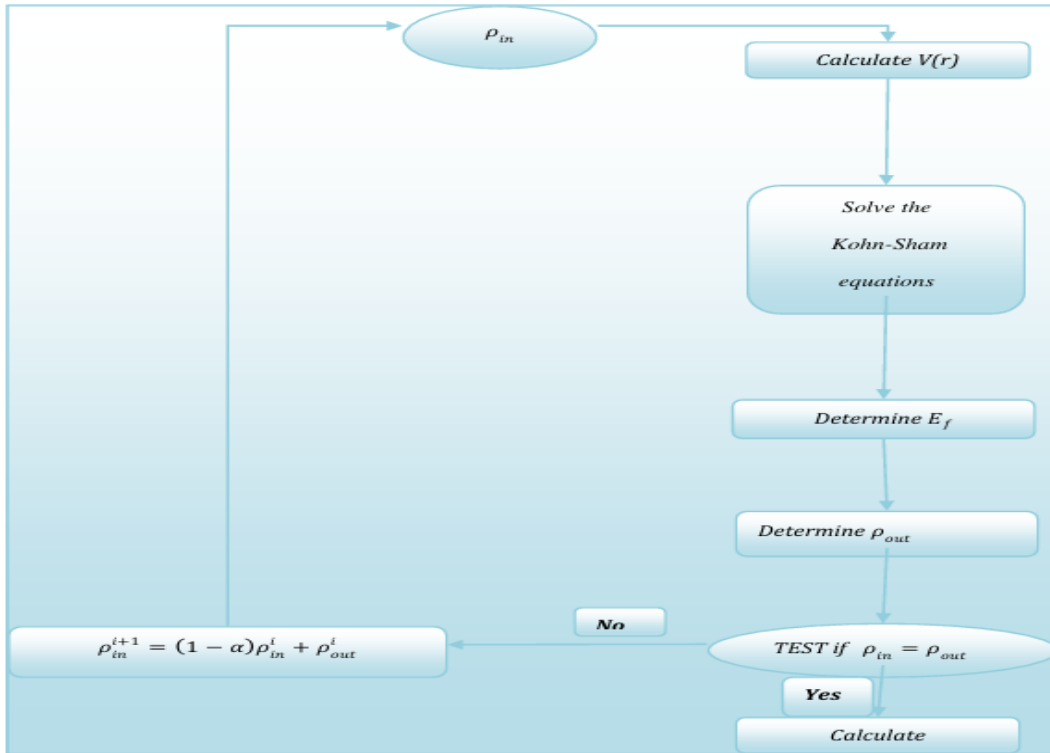 ρ_in
Calculate V(r)
Solve the
Kohn-Sham
equations
Determine E_f
Determine ρ_out
TEST if ρ_in = ρ_out
No
ρ_in^{i+1} = (1 − α)ρ_in^i + ρ_out^i
Yes
Calculate